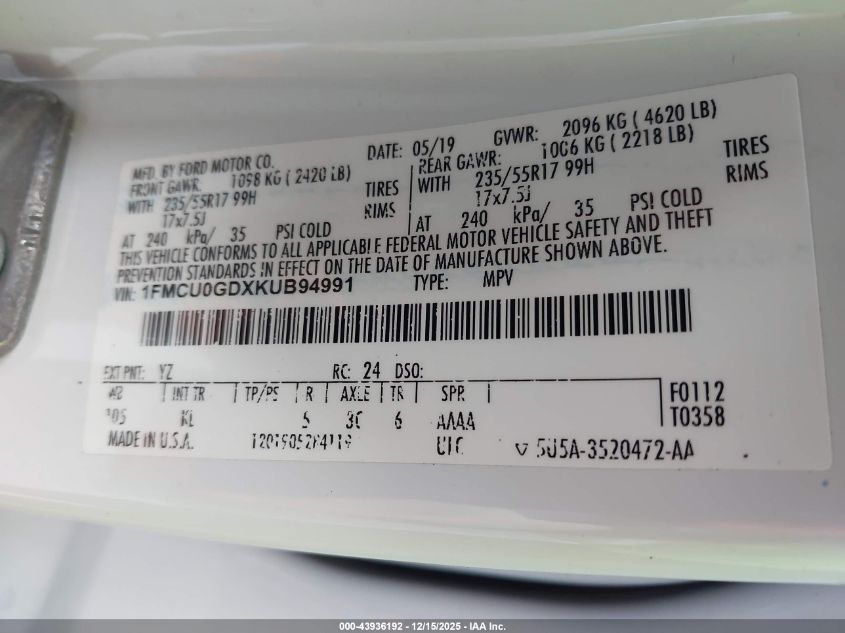 MFD. BY FORD MOTOR CO. DATE: 05/19 GVWR: 2096 KG ( 4620 LB)
FRONT GAWR: 1098 KG ( 2420 LB) REAR GAWR: 1006 KG ( 2218 LB)
WITH 235/55R17 99H TIRES WITH 235/55R17 99H TIRES
17x7.5J RIMS 17x7.5J RIMS
AT 240 kPa/ 35 PSI COLD AT 240 kPa/ 35 PSI COLD
THIS VEHICLE CONFORMS TO ALL APPLICABLE FEDERAL MOTOR VEHICLE SAFETY AND THEFT
PREVENTION STANDARDS IN EFFECT ON THE DATE OF MANUFACTURE SHOWN ABOVE.
VIN: 1FMCU0GDXKUB94991 TYPE: MPV
EXT PNT: YZ RC: 24 DSO:
WB INT TR TP/PS R AXLE TR SPR F0112
105 KL 3C 6 AAAA T0358
MADE IN U.S.A. UTC 5U5A-3520472-AA
000-43936192 - 12/15/2025 - IAA Inc.